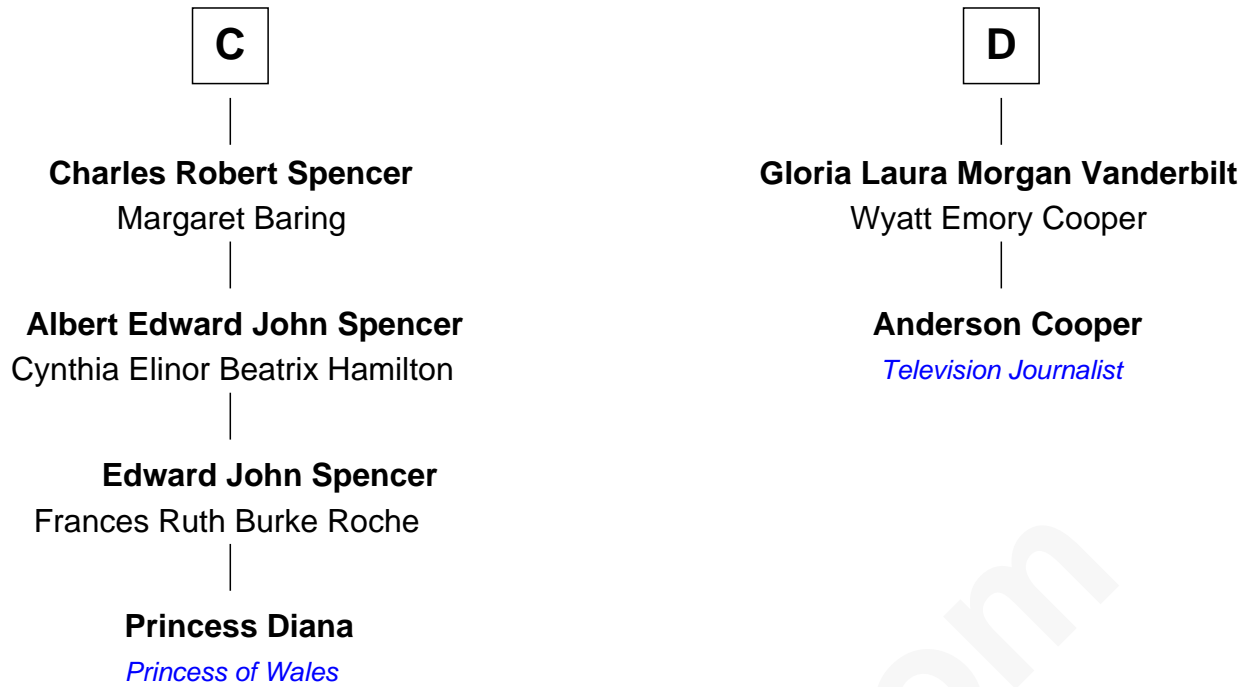 C
Charles Robert Spencer
Margaret Baring
Albert Edward John Spencer
Cynthia Elinor Beatrix Hamilton
Edward John Spencer
Frances Ruth Burke Roche
Princess Diana
Princess of Wales
D
Gloria Laura Morgan Vanderbilt
Wyatt Emory Cooper
Anderson Cooper
Television Journalist
om